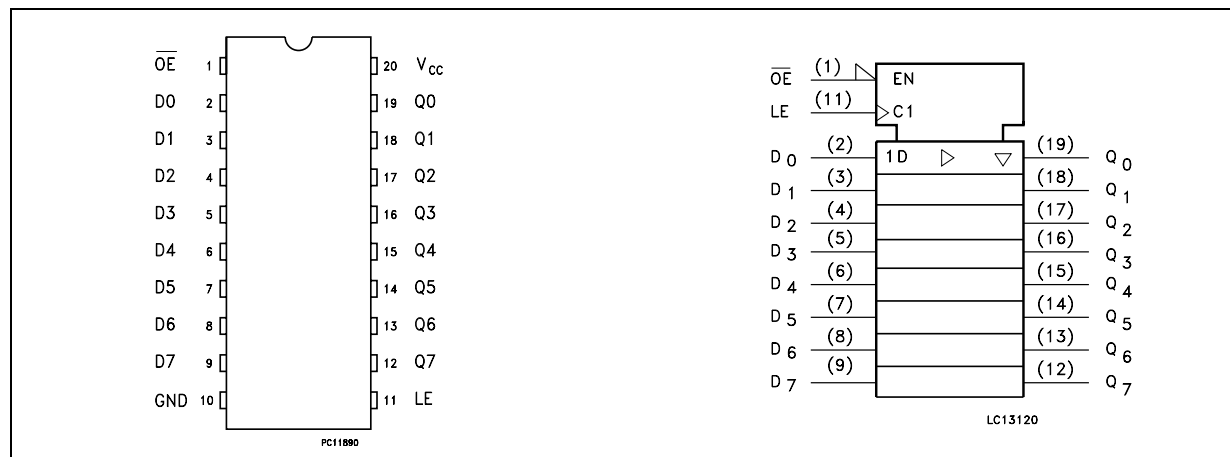 OE 1 20 VCC
D0 2 19 Q0
D1 3 18 Q1
D2 4 17 Q2
D3 5 16 Q3
D4 6 15 Q4
D5 7 14 Q5
D6 8 13 Q6
D7 9 12 Q7
GND 10 11 LE
PC11890
OE (1) EN
LE (11) C1
D0 (2) 1D (19) Q0
D1 (3) (18) Q1
D2 (4) (17) Q2
D3 (5) (16) Q3
D4 (6) (15) Q4
D5 (7) (14) Q5
D6 (8) (13) Q6
D7 (9) (12) Q7
LC13120